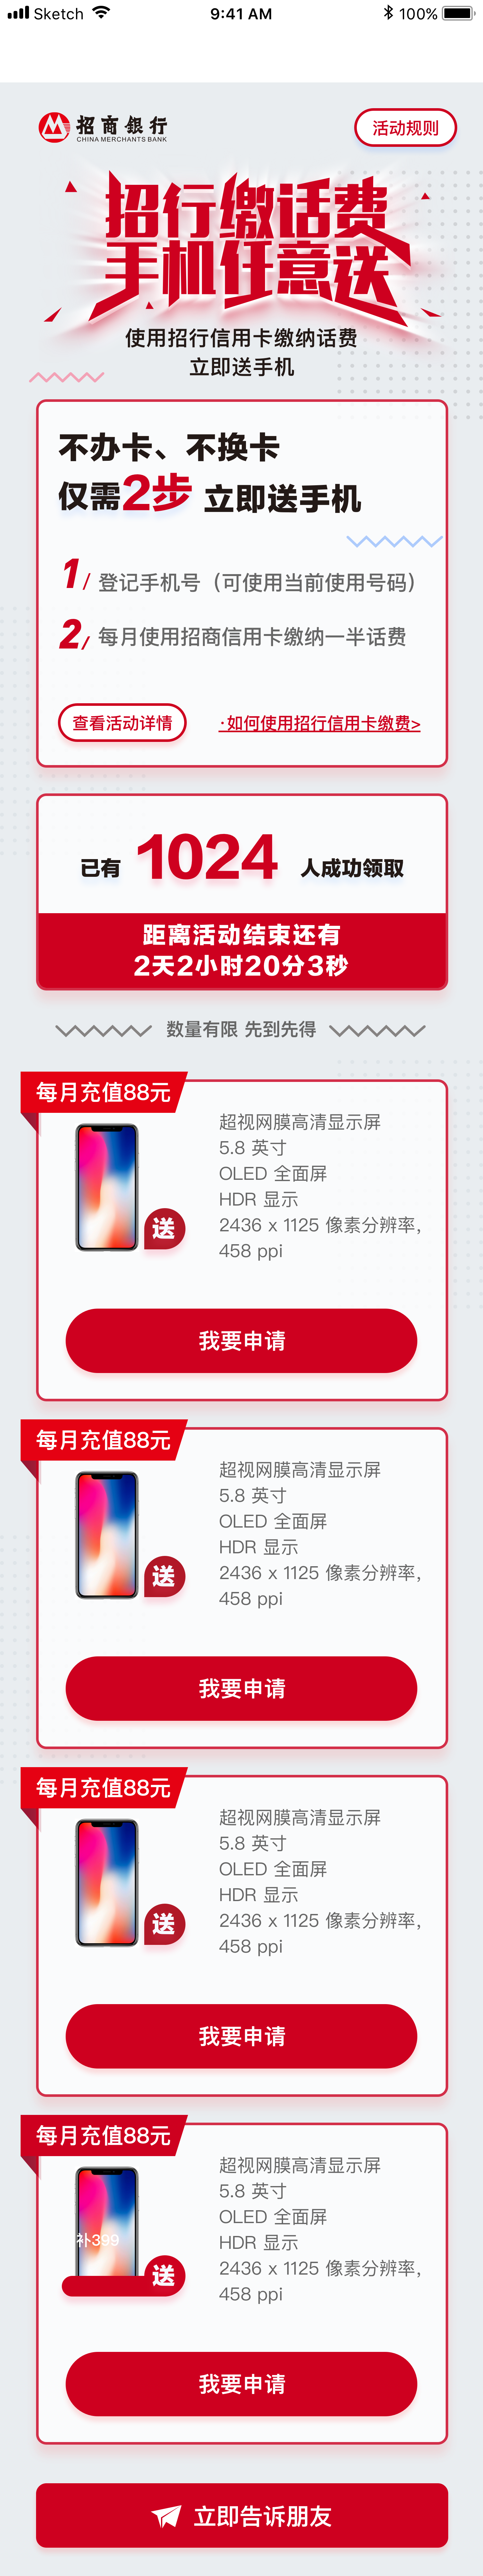 Sketch 9:41 AM 100%
招商銀行
CHINA MERCHANTS BANK
活动规则
招行缴话费
手机任意送
使用招行信用卡缴纳话费
立即送手机
不办卡、不换卡
仅需2步 立即送手机
1/ 登记手机号（可使用当前使用号码）
2/ 每月使用招商信用卡缴纳一半话费
查看活动详情
·如何使用招行信用卡缴费>
已有 1024 人成功领取
距离活动结束还有
2天2小时20分3秒
数量有限 先到先得
每月充值88元
超视网膜高清显示屏
5.8 英寸
OLED 全面屏
HDR 显示
2436 x 1125 像素分辨率，
458 ppi
送
我要申请
每月充值88元
超视网膜高清显示屏
5.8 英寸
OLED 全面屏
HDR 显示
2436 x 1125 像素分辨率，
458 ppi
送
我要申请
每月充值88元
超视网膜高清显示屏
5.8 英寸
OLED 全面屏
HDR 显示
2436 x 1125 像素分辨率，
458 ppi
送
我要申请
每月充值88元
超视网膜高清显示屏
5.8 英寸
OLED 全面屏
HDR 显示
2436 x 1125 像素分辨率，
458 ppi
补399
送
我要申请
立即告诉朋友